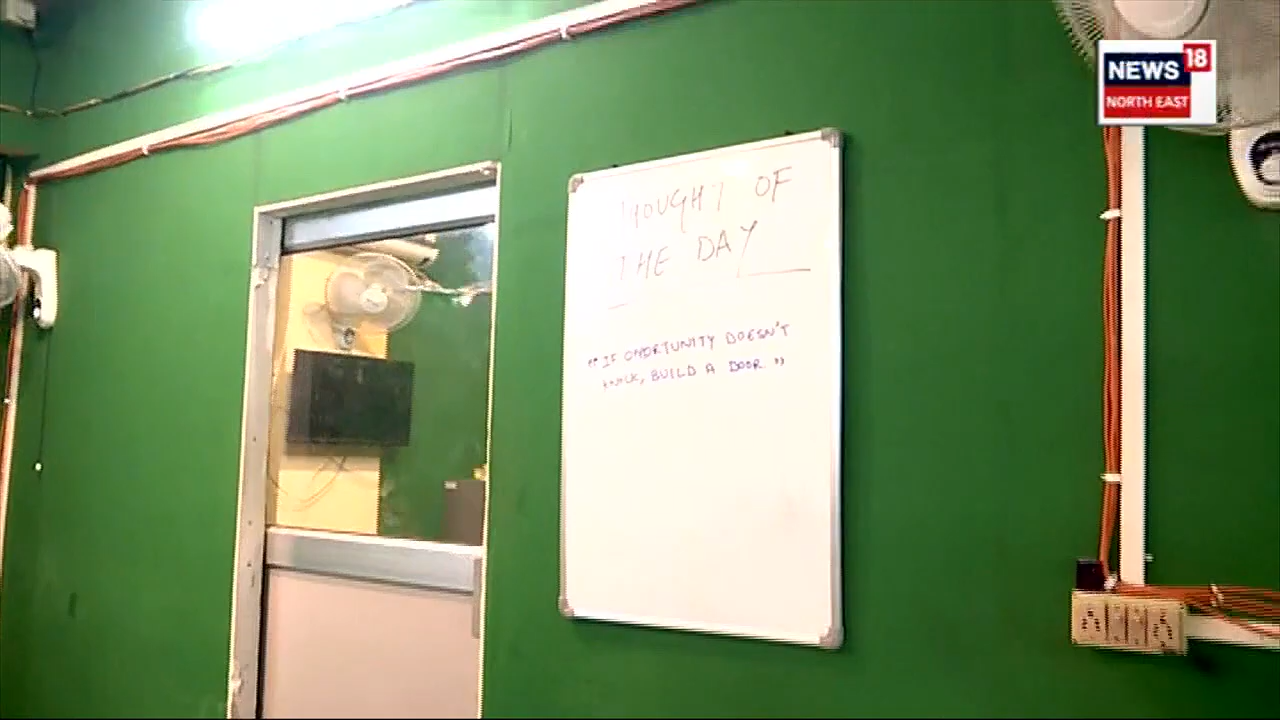 NEWS 18
NORTH EAST
THOUGHT OF
THE DAY
"IF OPPORTUNITY DOESN'T
KNOCK, BUILD A DOOR."